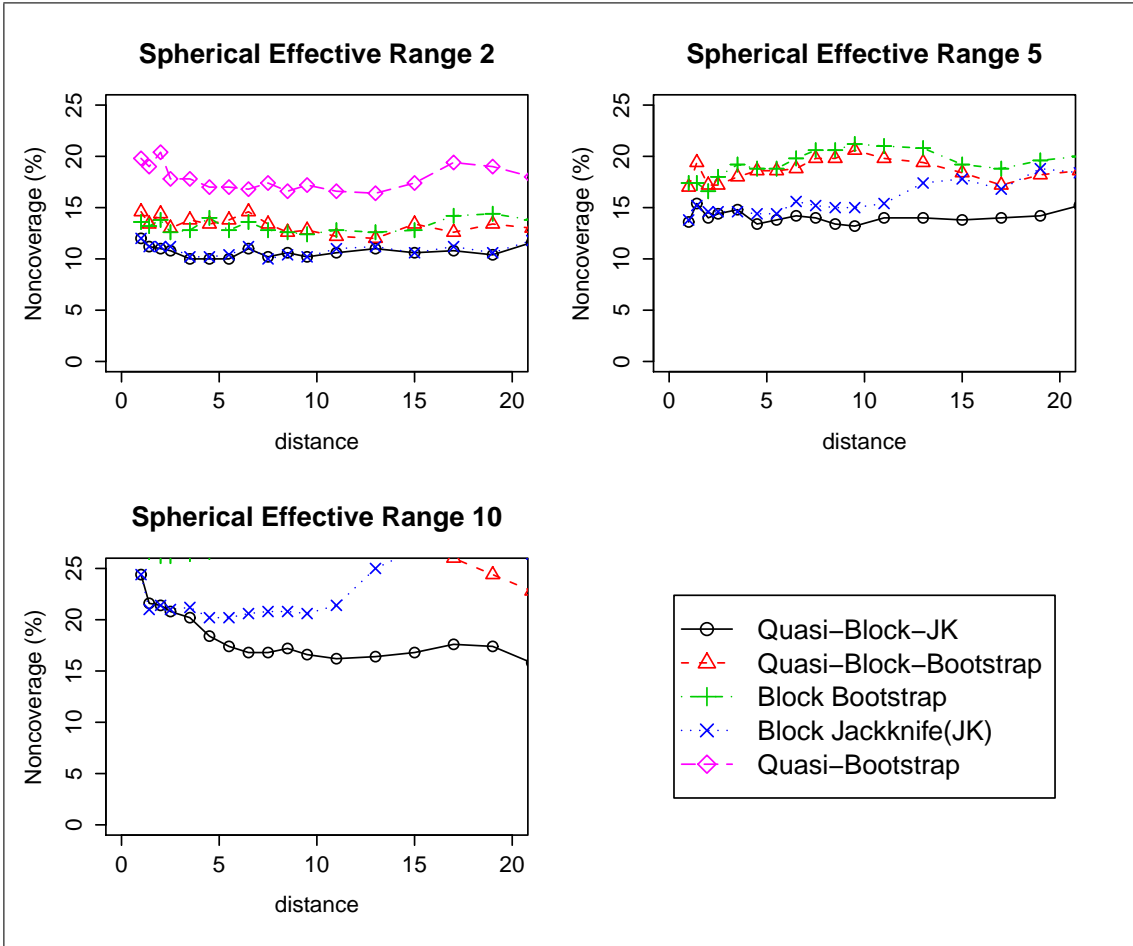 Spherical Effective Range 2
Noncoverage (%)
0
5
10
15
20
25
0 5 10 15 20
distance
Spherical Effective Range 5
Noncoverage (%)
0
5
10
15
20
25
0 5 10 15 20
distance
Spherical Effective Range 10
Noncoverage (%)
0
5
10
15
20
25
0 5 10 15 20
distance
Quasi−Block−JK
Quasi−Block−Bootstrap
Block Bootstrap
Block Jackknife(JK)
Quasi−Bootstrap